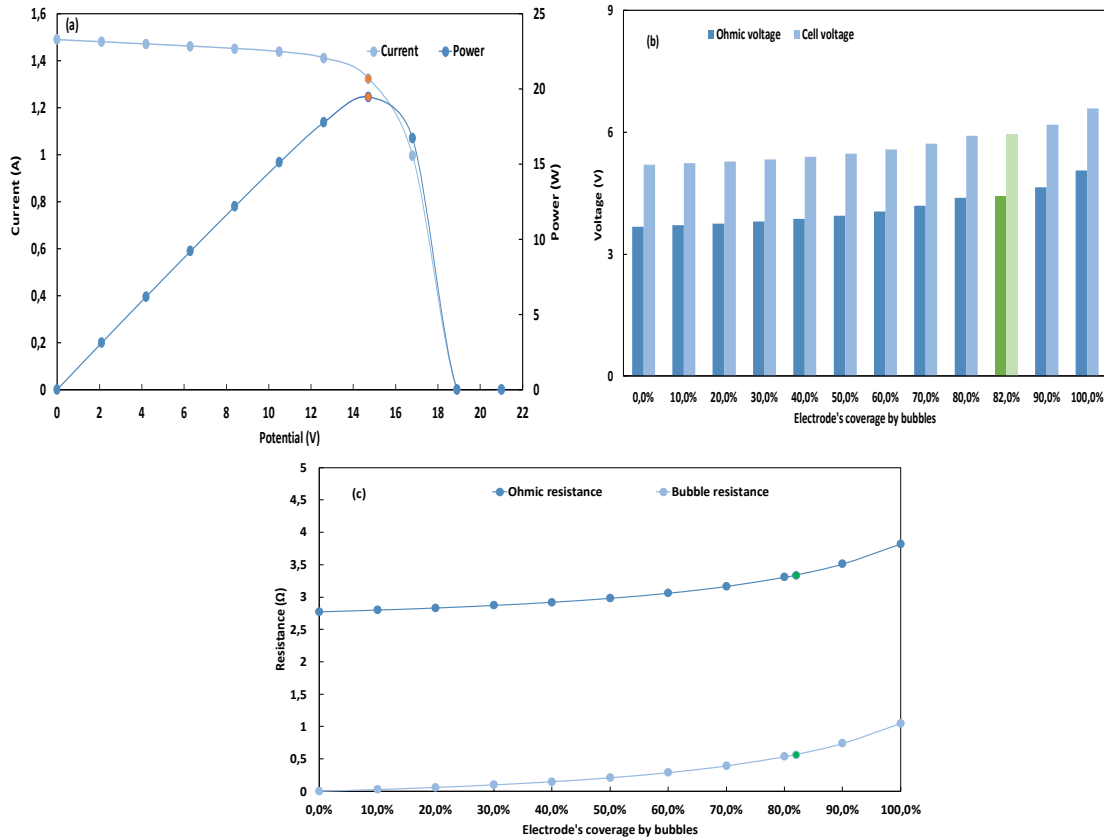 (a)
Current
Power
1,6
1,4
1,2
1
0,8
0,6
0,4
0,2
0
Current (A)
25
20
15
10
5
0
Power (W)
0 2 4 6 8 10 12 14 16 18 20 22
Potential (V)
(b)
Ohmic voltage
Cell voltage
9
6
3
0
Voltage (V)
0,0% 10,0% 20,0% 30,0% 40,0% 50,0% 60,0% 70,0% 80,0% 82,0% 90,0% 100,0%
Electrode's coverage by bubbles
(c)
Ohmic resistance
Bubble resistance
5
4,5
4
3,5
3
2,5
2
1,5
1
0,5
0
Resistance (Ω)
0,0% 10,0% 20,0% 30,0% 40,0% 50,0% 60,0% 70,0% 80,0% 90,0% 100,0%
Electrode's coverage by bubbles